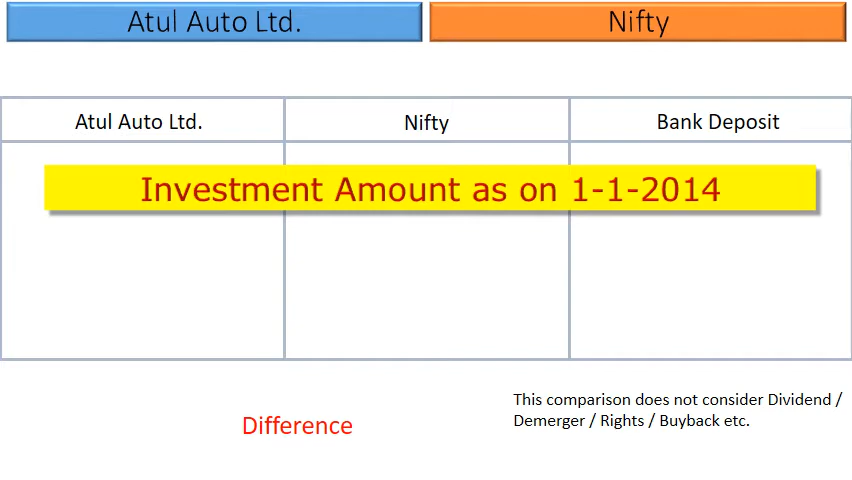 Atul Auto Ltd.
Nifty
Atul Auto Ltd.
Nifty
Bank Deposit
Investment Amount as on 1-1-2014
This comparison does not consider Dividend /
Demerger / Rights / Buyback etc.
Difference